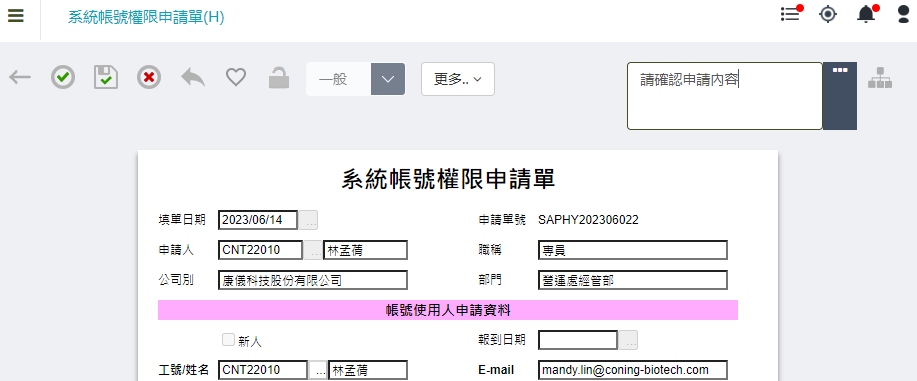 系統帳號權限申請單(H)
一般
更多..
請確認申請內容
系統帳號權限申請單
填單日期 2023/06/14 ... 申請單號 SAPHY202306022
申請人 CNT22010 ... 林孟蒨 職稱 專員
公司別 康儀科技股份有限公司 部門 營運處經管部
帳號使用人申請資料
新人 報到日期 ...
工號/姓名 CNT22010 ... 林孟蒨 E-mail mandy.lin@coning-biotech.com